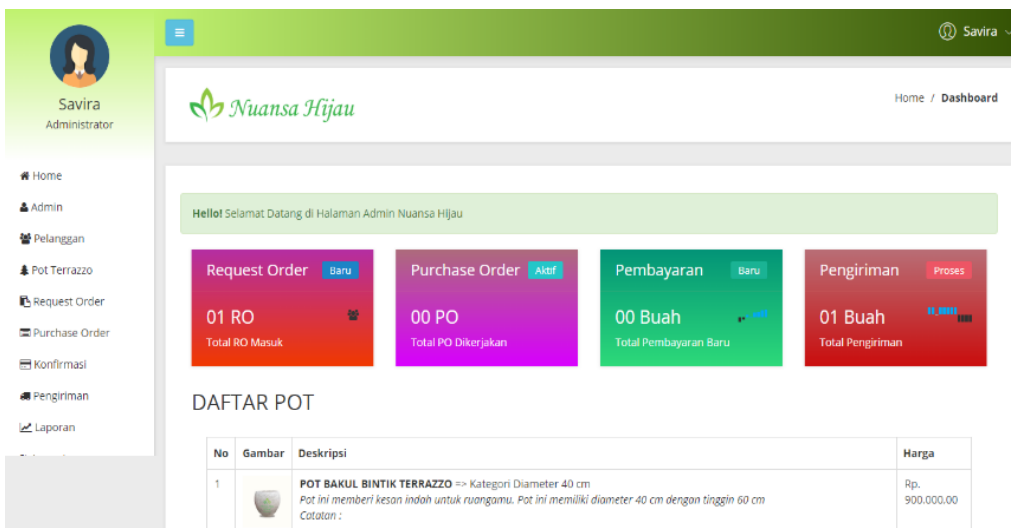 Savira
Savira
Administrator
Nuansa Hijau
Home / Dashboard
Home
Admin
Pelanggan
Pot Terrazzo
Request Order
Purchase Order
Konfirmasi
Pengiriman
Laporan
Hello! Selamat Datang di Halaman Admin Nuansa Hijau
Request Order Baru
01 RO
Total RO Masuk
Purchase Order Aktif
00 PO
Total PO Dikerjakan
Pembayaran Baru
00 Buah
Total Pembayaran Baru
Pengiriman Proses
01 Buah
Total Pengiriman
DAFTAR POT
No Gambar Deskripsi Harga
1 POT BAKUL BINTIK TERRAZZO => Kategori Diameter 40 cm Rp.
Pot ini memberi kesan indah untuk ruangamu. Pot ini memiliki diameter 40 cm dengan tinggin 60 cm 900.000.00
Catatan :